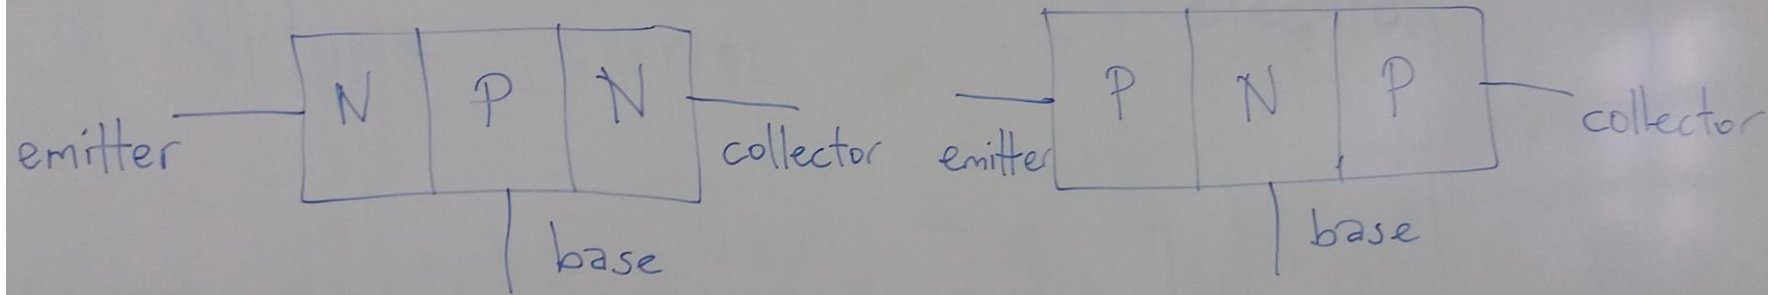 N P N
emitter
collector
base
P N P
emitter
collector
base